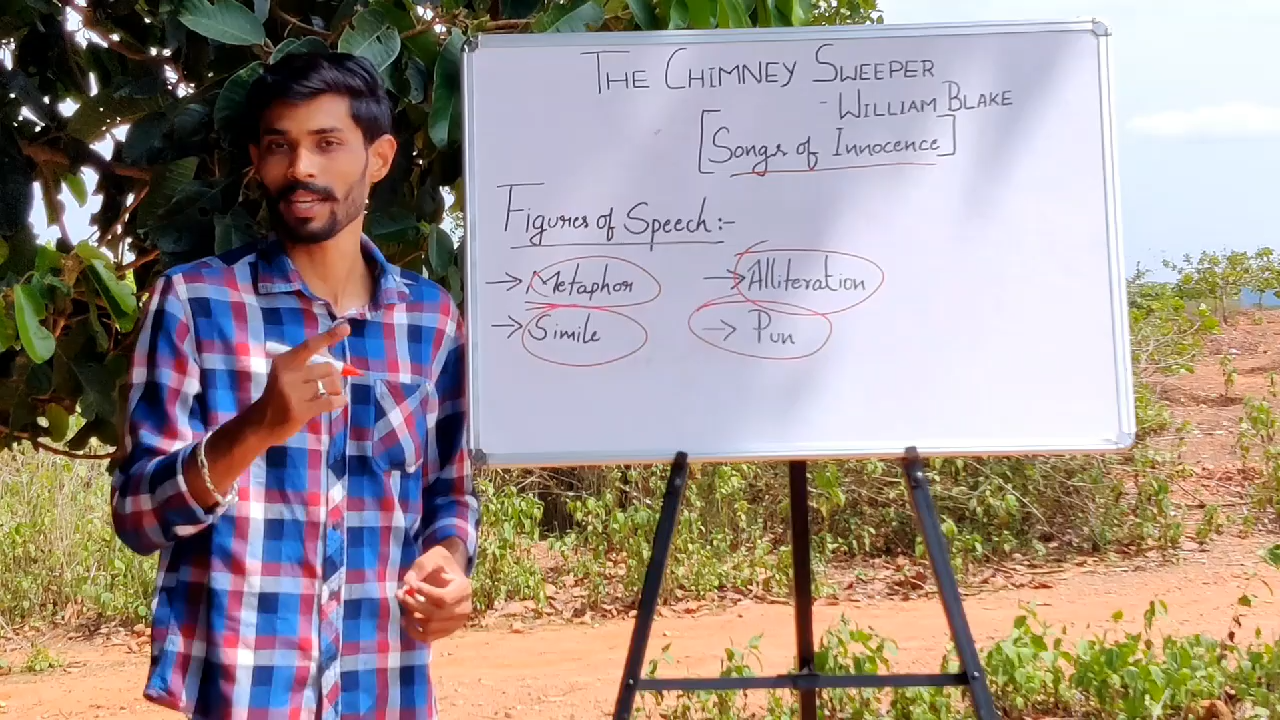 THE CHIMNEY SWEEPER
- WILLIAM BLAKE
[Songs of Innocence]
Figures of Speech:-
→ Metaphor → Alliteration
→ Simile → Pun